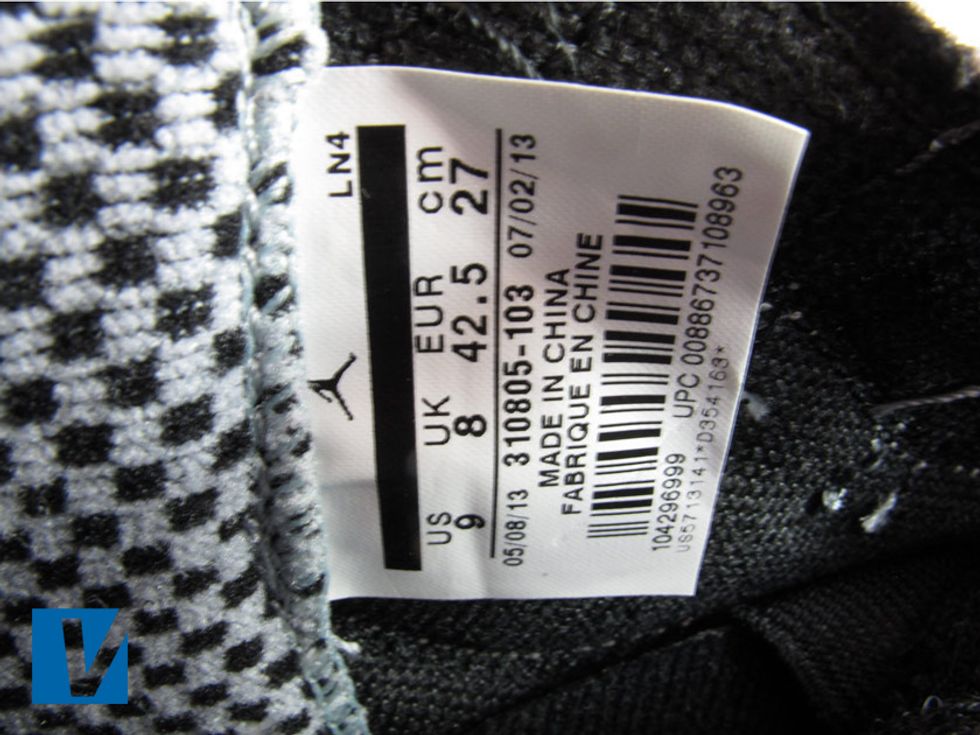 LN4
US UK EUR cm
9 8 42.5 27
05/08/13 310805-103 07/02/13
MADE IN CHINA
FABRIQUE EN CHINE
104296999 UPC 00886737108963
US5713141*D354163*
V